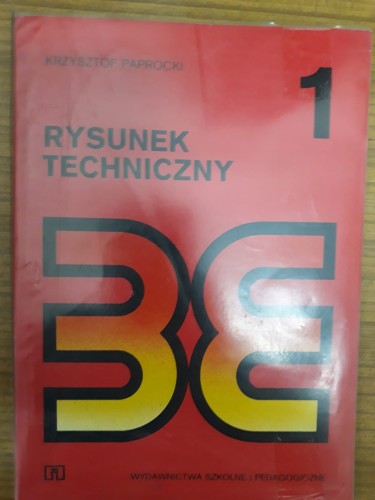 KRZYSZTOF PAPROCKI
1
RYSUNEK
TECHNICZNY
WYDAWNICTWA SZKOLNE I PEDAGOGICZNE